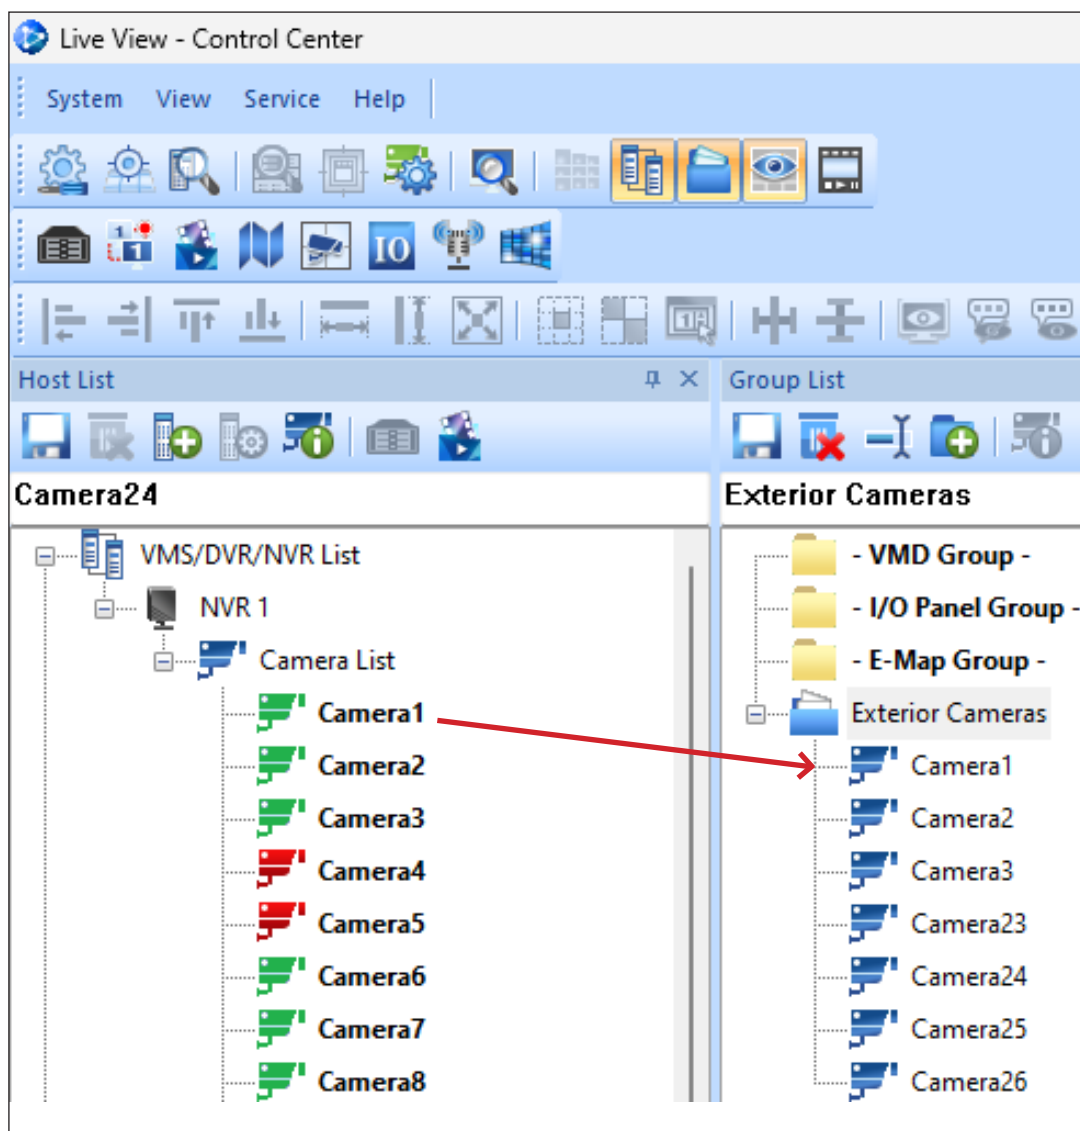 Live View - Control Center
System View Service Help
1
1
IO
Host List
Camera24
VMS/DVR/NVR List
NVR 1
Camera List
Camera1
Camera2
Camera3
Camera4
Camera5
Camera6
Camera7
Camera8
Group List
Exterior Cameras
- VMD Group -
- I/O Panel Group -
- E-Map Group -
Exterior Cameras
Camera1
Camera2
Camera3
Camera23
Camera24
Camera25
Camera26